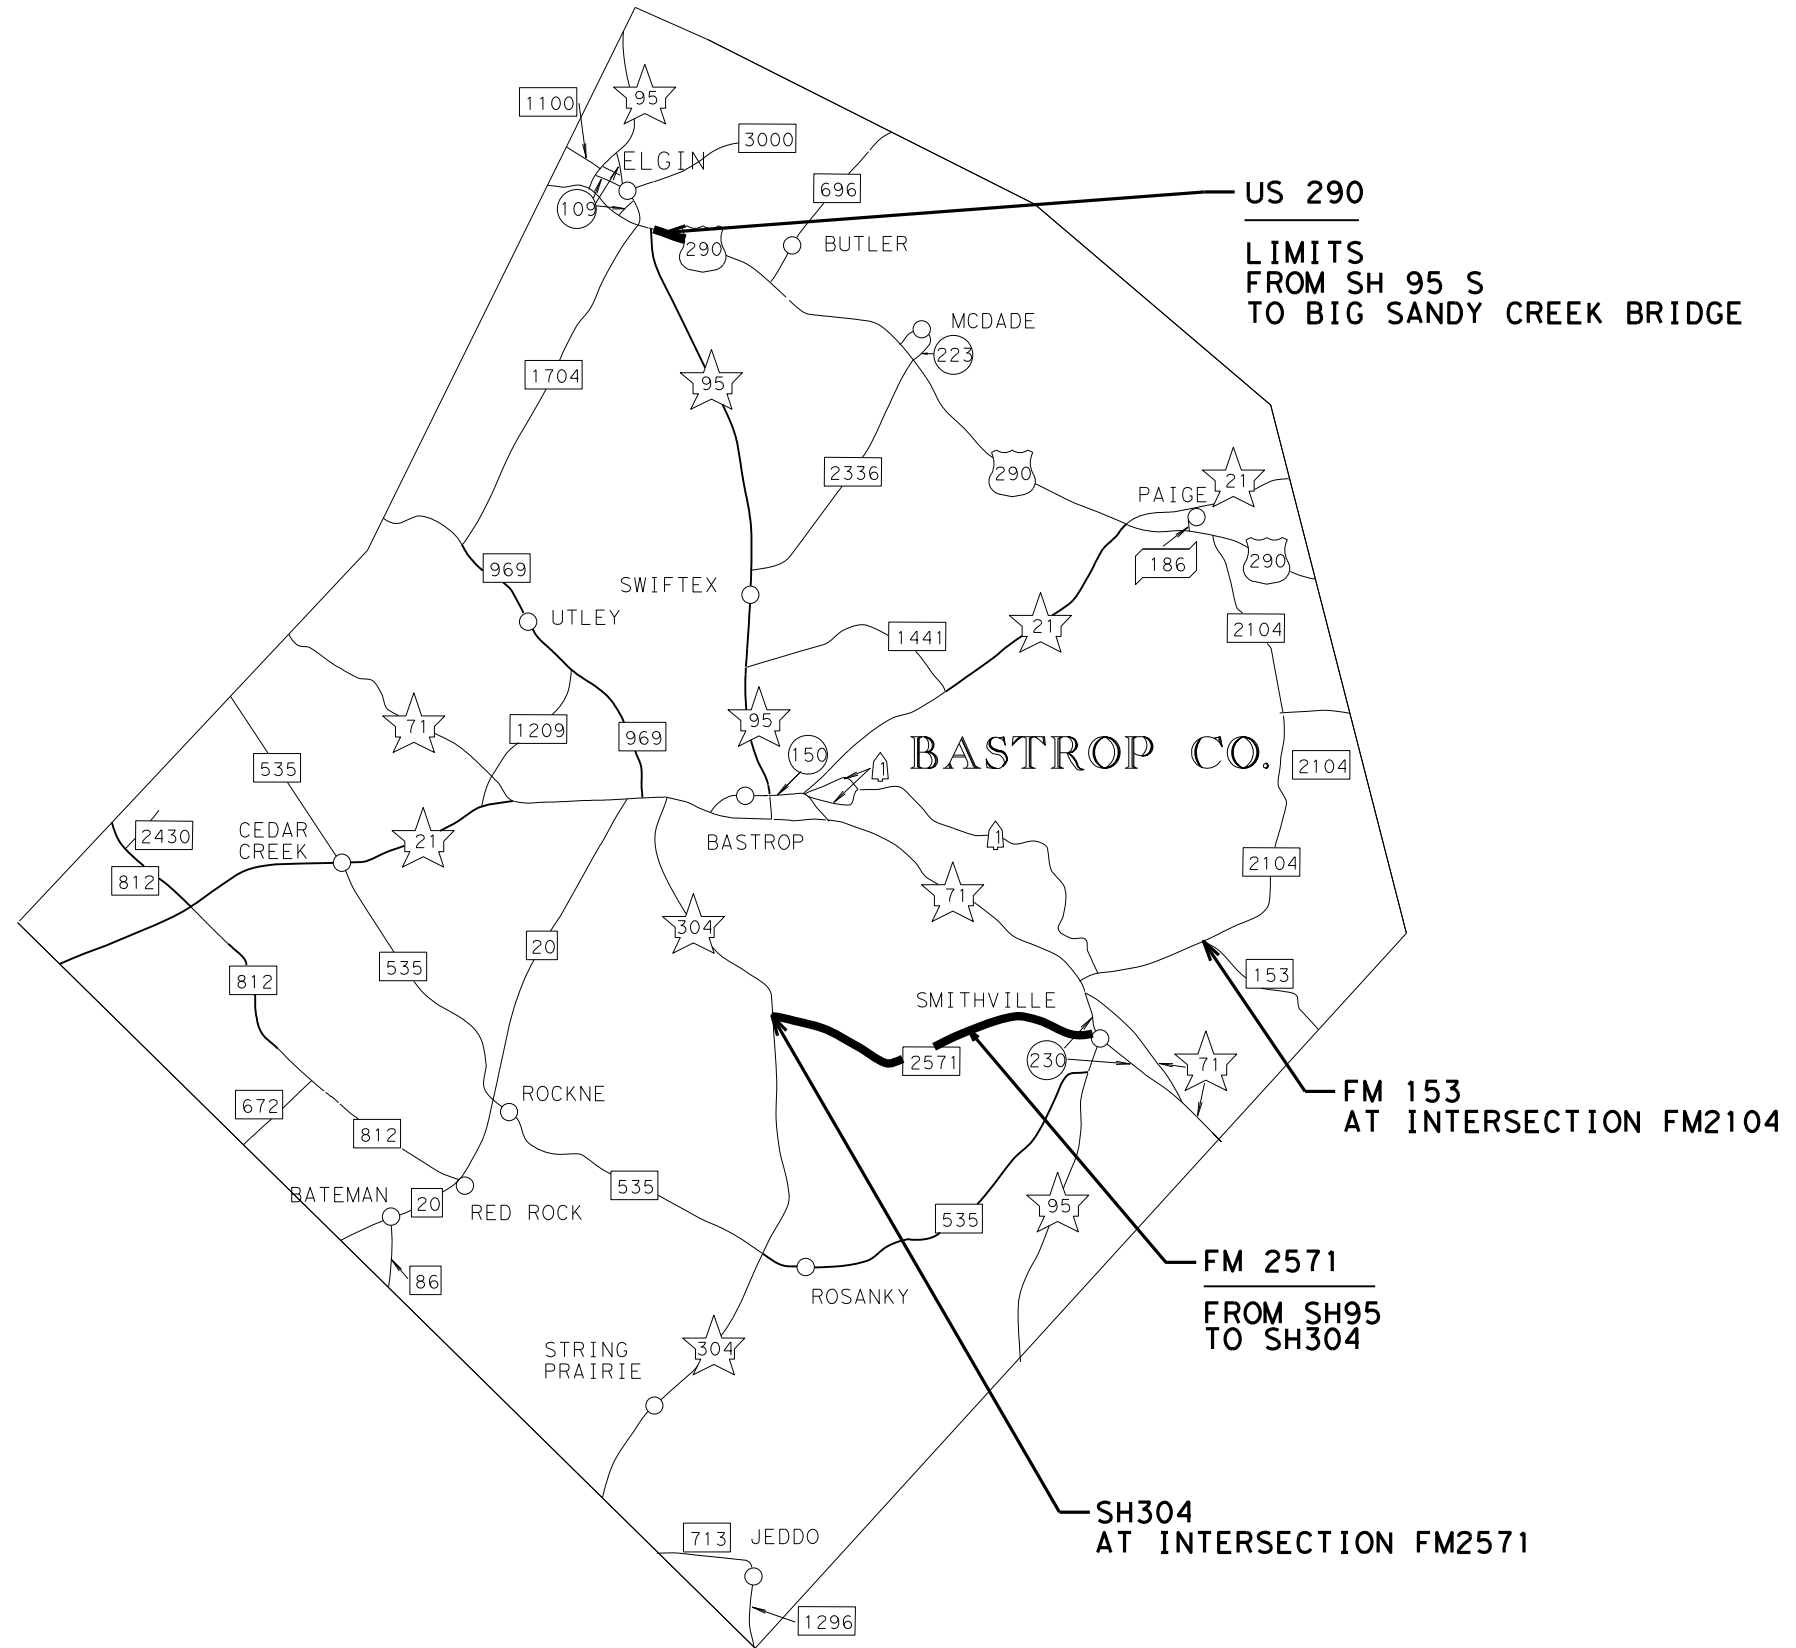 95
1100
3000
ELGIN
696
US 290
109
290
BUTLER
LIMITS
FROM SH 95 S
TO BIG SANDY CREEK BRIDGE
MCDADE
223
1704
95
2336
290
21
PAIGE
186
290
969
SWIFTEX
UTLEY
21
2104
1441
71
1209
969
95
150
1
BASTROP CO.
2104
535
2430
CEDAR
CREEK
21
BASTROP
1
812
2104
71
304
20
535
812
153
SMITHVILLE
2571
230
71
672
ROCKNE
FM 153
AT INTERSECTION FM2104
812
535
BATEMAN
20
RED ROCK
95
535
86
FM 2571
ROSANKY
FROM SH95
TO SH304
304
STRING
PRAIRIE
SH304
AT INTERSECTION FM2571
713
JEDDO
1296